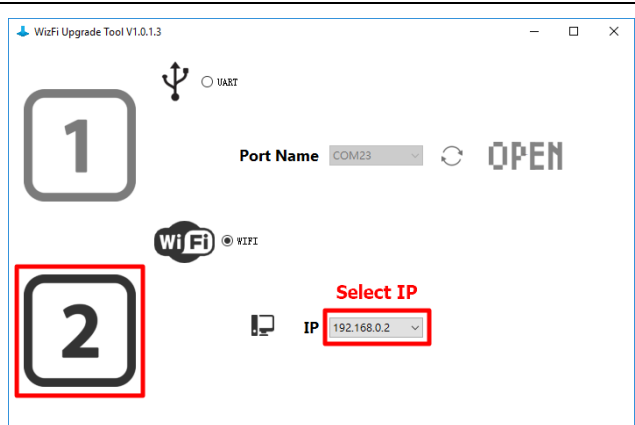 WizFi Upgrade Tool V1.0.1.3
UART
1
Port Name COM23 OPEN
WiFi WIFI
Select IP
2
IP 192.168.0.2